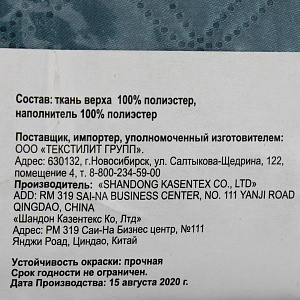 Состав: ткань верха 100% полиэстер,
наполнитель 100% полиэстер
Поставщик, импортер, уполномоченный изготовителем:
ООО «ТЕКСТИЛИТ ГРУПП».
Адрес: 630132, г.Новосибирск, ул. Салтыкова-Щедрина, 122,
помещение 4, т. 8-800-234-59-00
Производитель: «SHANDONG KASENTEX CO., LTD»
ADD: RM 319 SAI-NA BUSINESS CENTER, NO. 111 YANJI ROAD
QINGDAO, CHINA
«Шандон Казентекс Ко, Лтд»
Адрес: РМ 319 Саи-На Бизнес центр, №111
Янджи Роад, Циндао, Китай
Устойчивость окраски: прочная
Срок годности не ограничен.
Дата Производства: 15 августа 2020 г.